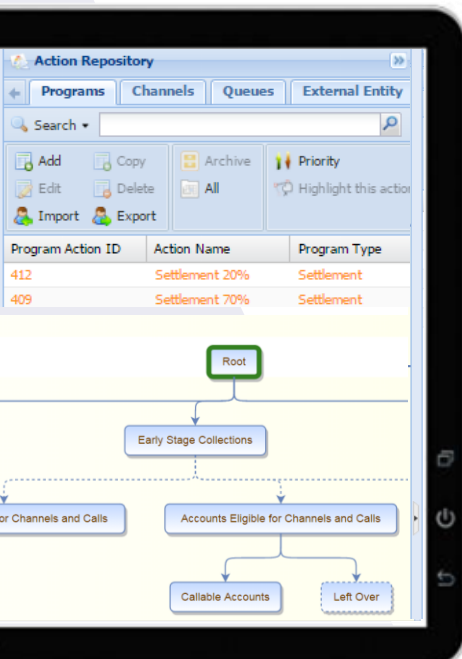 Action Repository
Programs Channels Queues External Entity
Search
Add Copy Archive Priority
Edit Delete All Highlight this action
Import Export
Program Action ID Action Name Program Type
412 Settlement 20% Settlement
409 Settlement 70% Settlement
Root
Early Stage Collections
or Channels and Calls Accounts Eligible for Channels and Calls
Callable Accounts Left Over